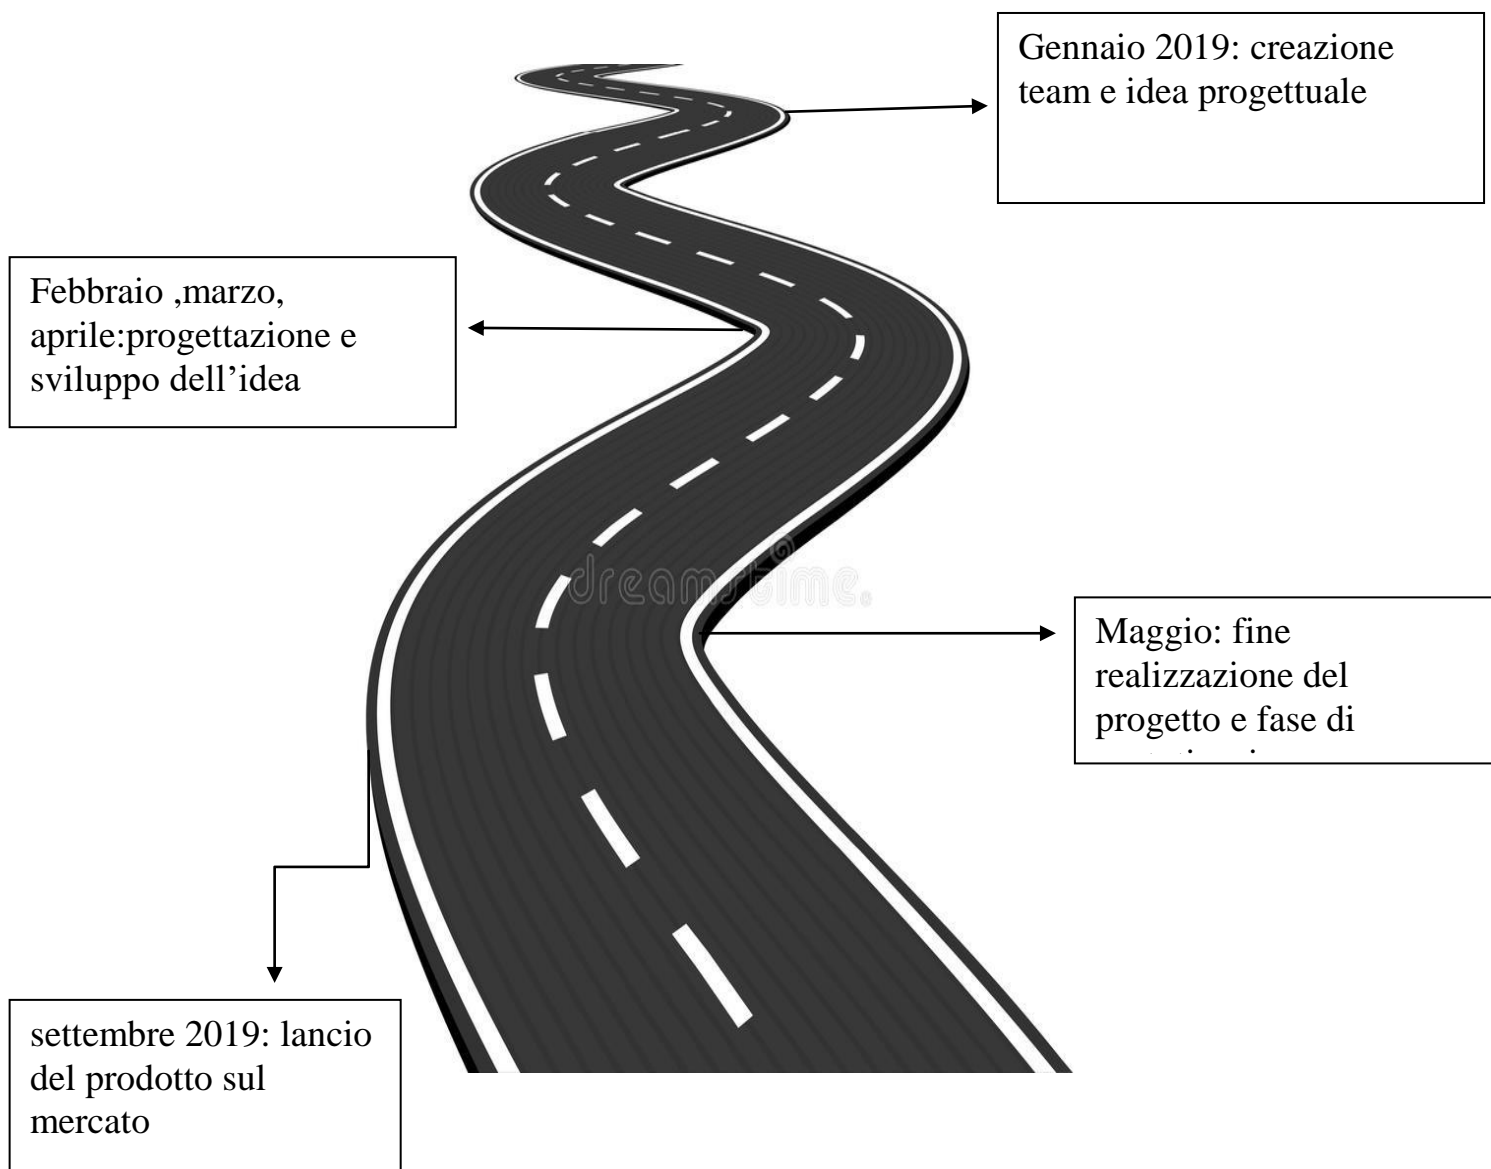 Gennaio 2019: creazione
team e idea progettuale
Febbraio ,marzo,
aprile:progettazione e
sviluppo dell’idea
dreamstime.
Maggio: fine
realizzazione del
progetto e fase di
settembre 2019: lancio
del prodotto sul
mercato